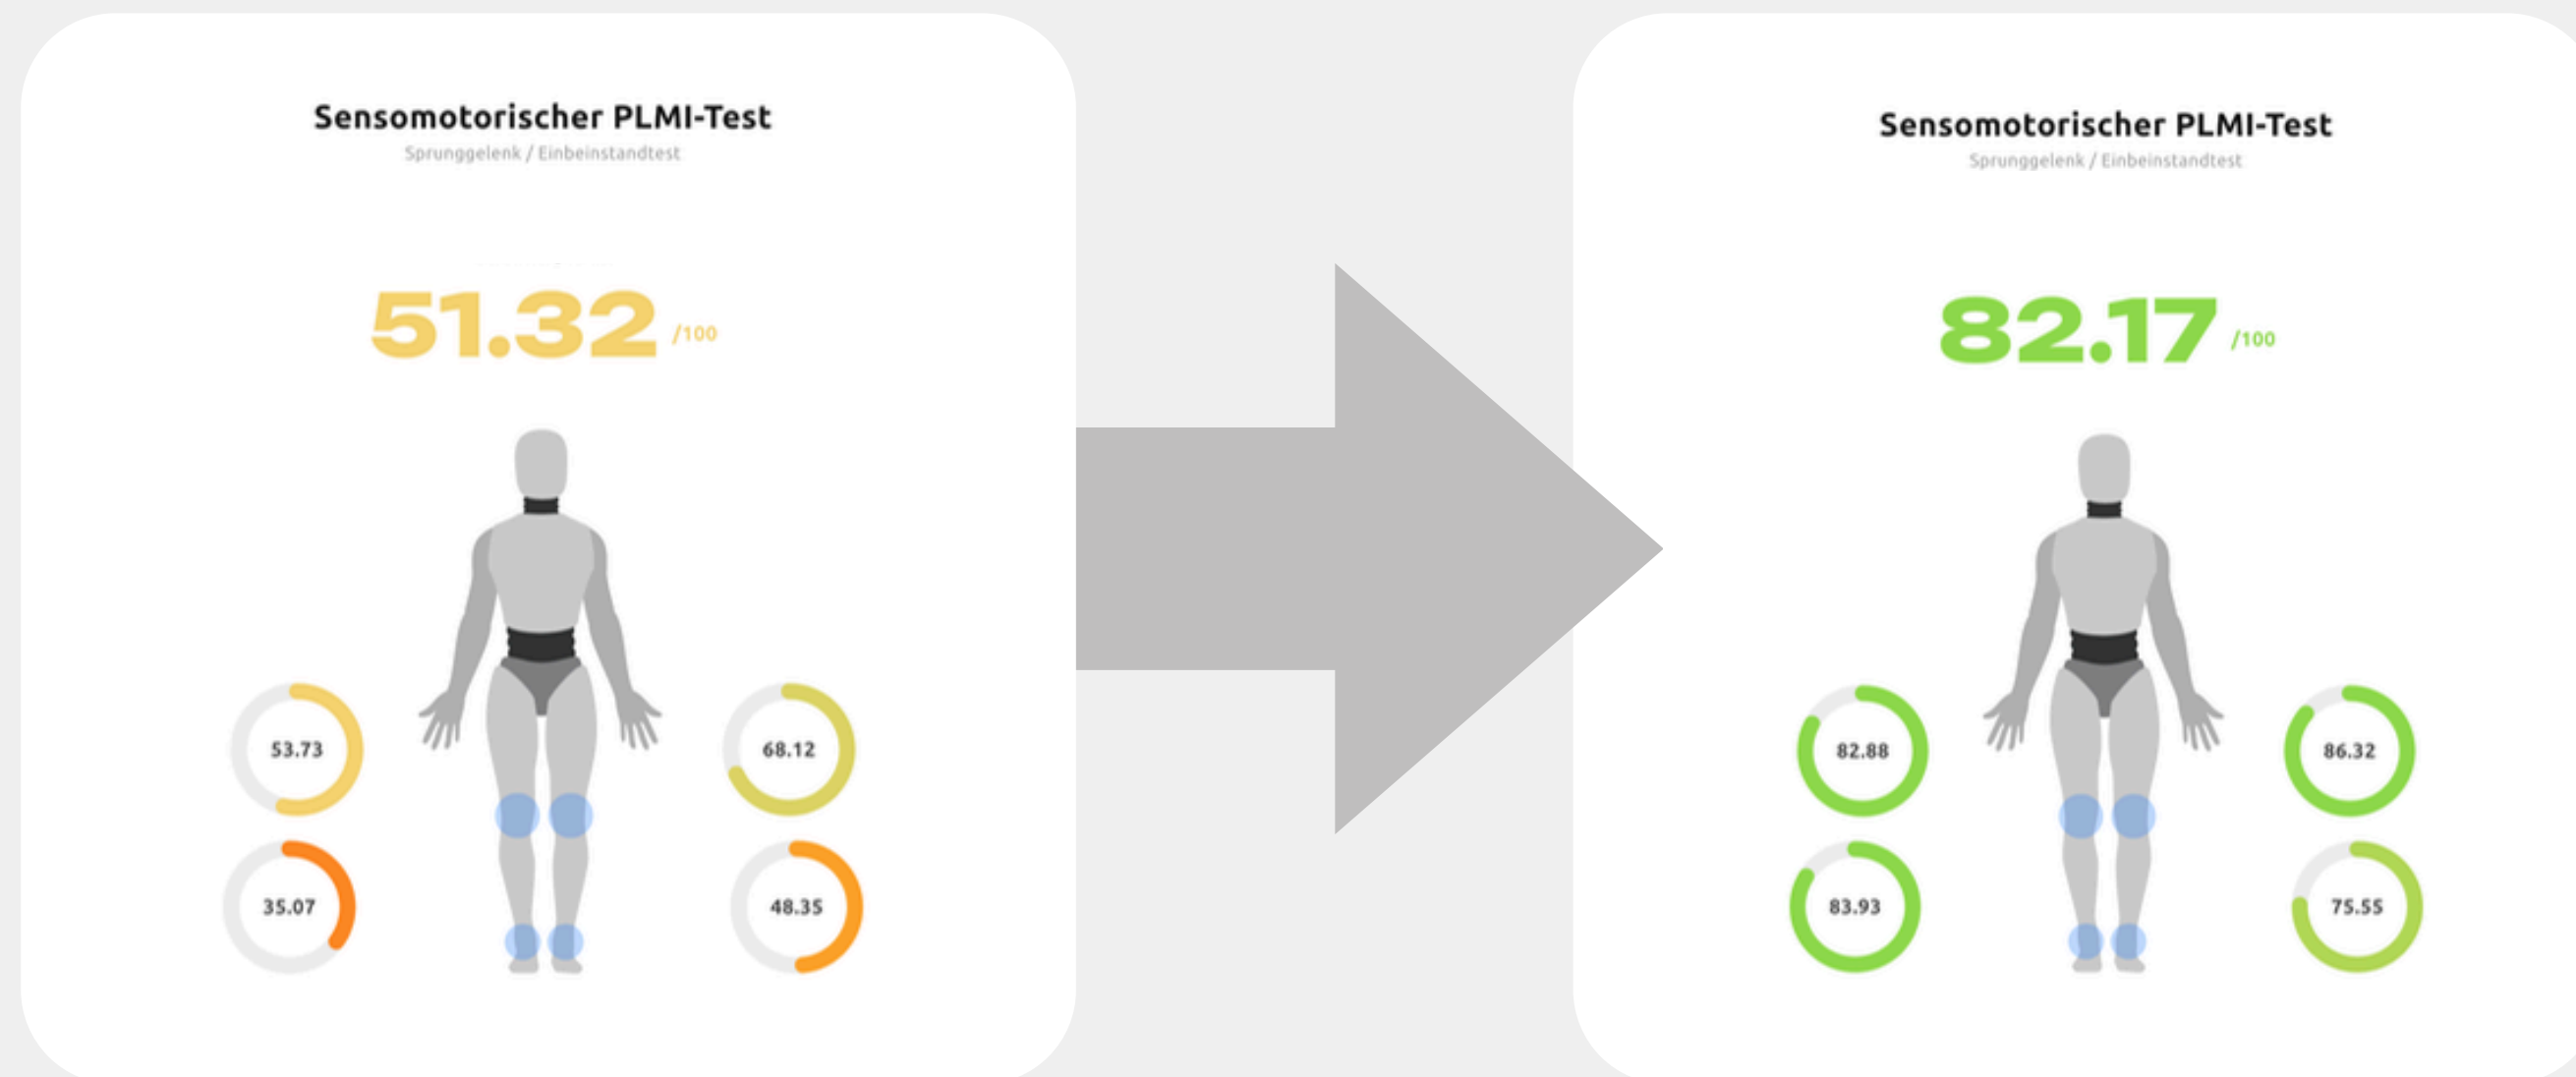 Sensomotorischer PLMI-Test
Sprunggelenk / Einbeinstandtest
51.32 /100
53.73
68.12
35.07
48.35
Sensomotorischer PLMI-Test
Sprunggelenk / Einbeinstandtest
82.17 /100
82.88
86.32
83.93
75.55